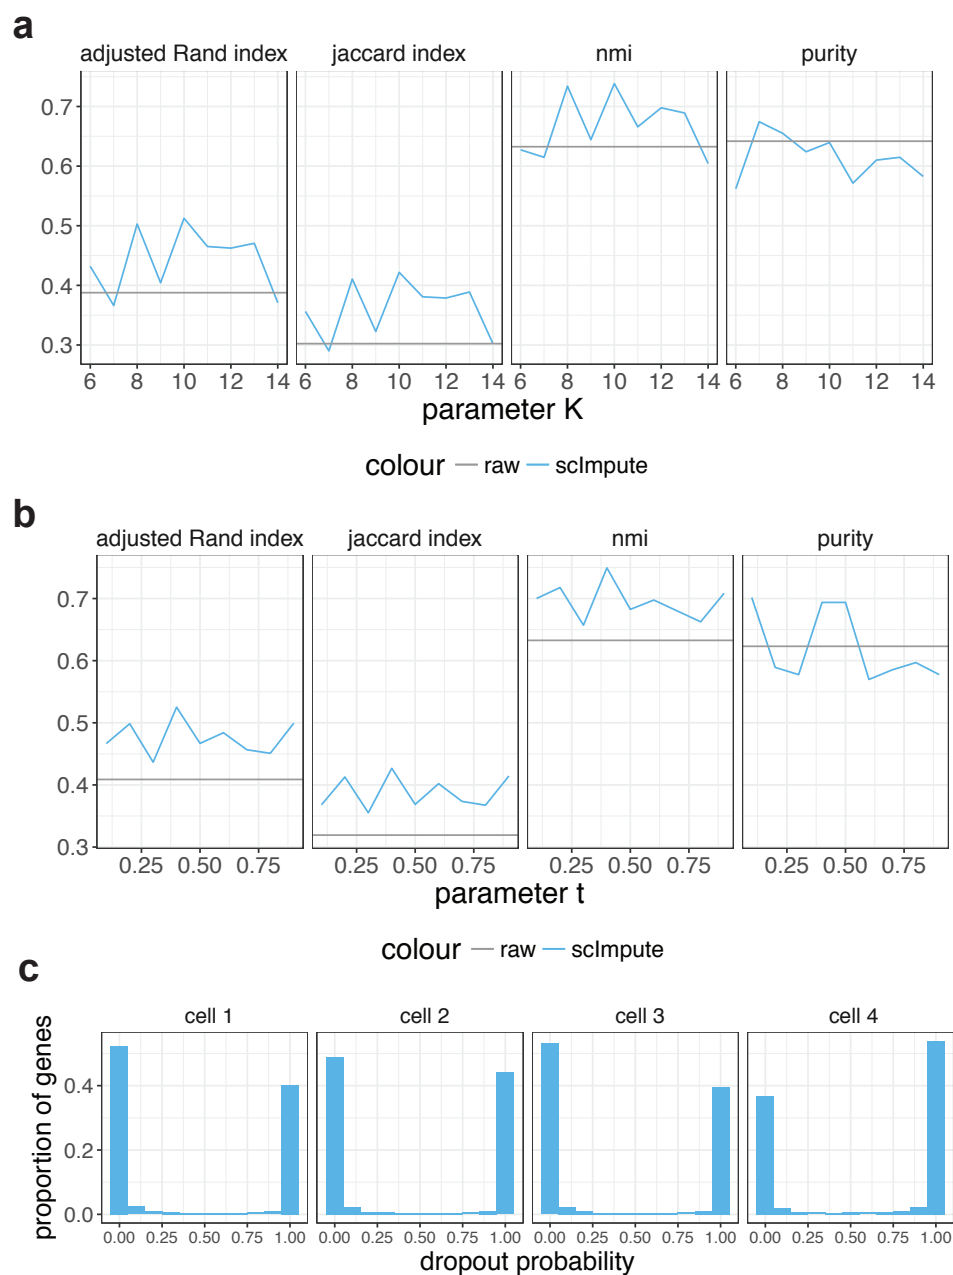 a
adjusted Rand index jaccard index nmi purity
0.7
0.6
0.5
0.4
0.3
6 8 10 12 14 6 8 10 12 14 6 8 10 12 14 6 8 10 12 14
parameter K
colour raw scImpute
b
adjusted Rand index jaccard index nmi purity
0.7
0.6
0.5
0.4
0.3
0.25 0.50 0.75 0.25 0.50 0.75 0.25 0.50 0.75 0.25 0.50 0.75
parameter t
colour raw scImpute
c
cell 1 cell 2 cell 3 cell 4
proportion of genes
0.4
0.2
0.0
0.00 0.25 0.50 0.75 1.00 0.00 0.25 0.50 0.75 1.00 0.00 0.25 0.50 0.75 1.00 0.00 0.25 0.50 0.75 1.00
dropout probability